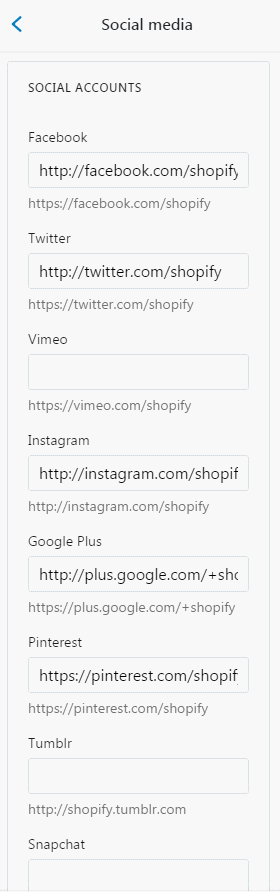 Social media
SOCIAL ACCOUNTS
Facebook
http://facebook.com/shopify
https://facebook.com/shopify
Twitter
http://twitter.com/shopify
https://twitter.com/shopify
Vimeo
https://vimeo.com/shopify
Instagram
http://instagram.com/shopif
http://instagram.com/shopify
Google Plus
http://plus.google.com/+sho
https://plus.google.com/+shopify
Pinterest
https://pinterest.com/shopify
https://pinterest.com/shopify
Tumblr
http://shopify.tumblr.com
Snapchat